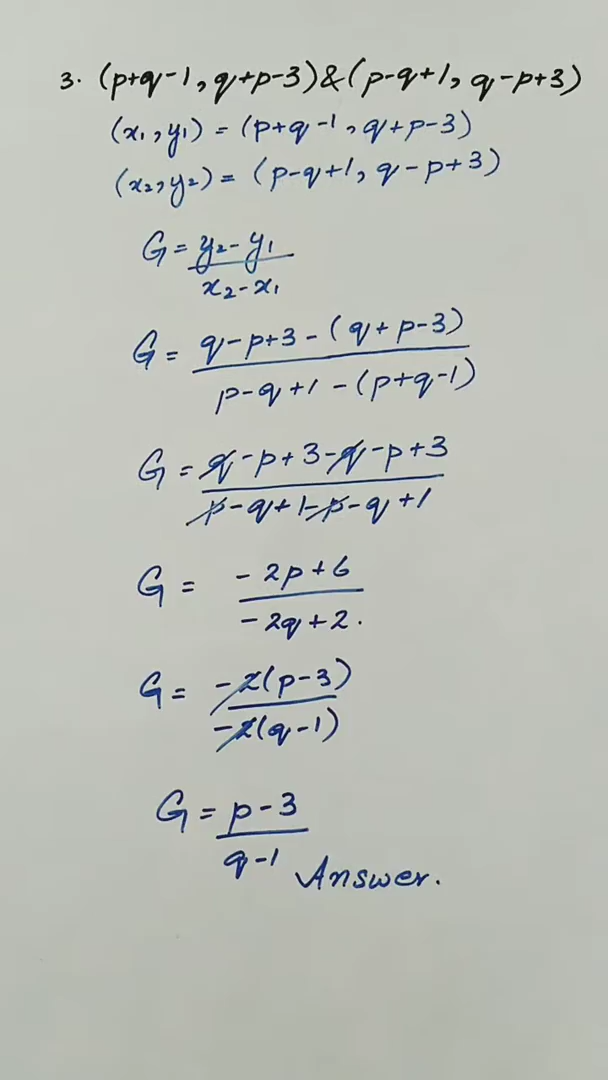 3. (p+q-1, q+p-3) & (p-q+1, q-p+3)
(x₁, y₁) = (p+q-1, q+p-3)
(x₂, y₂) = (p-q+1, q-p+3)
G = y₂-y₁
x₂-x₁
G = q-p+3-(q+p-3)
p-q+1-(p+q-1)
G = q-p+3-q-p+3
p-q+1-p-q+1
G = -2p+6
-2q+2.
G = -2(p-3)
-2(q-1)
G = p-3
q-1 Answer.